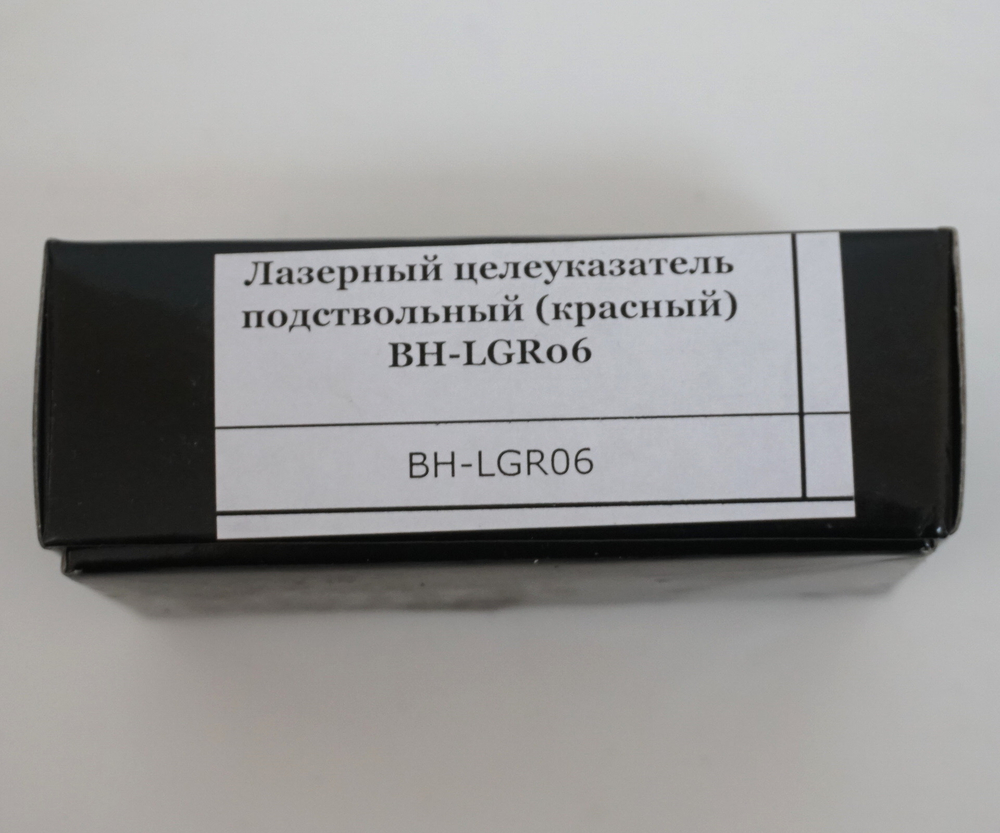 Лазерный целеуказатель
подствольный (красный)
BH-LGR06
BH-LGR06